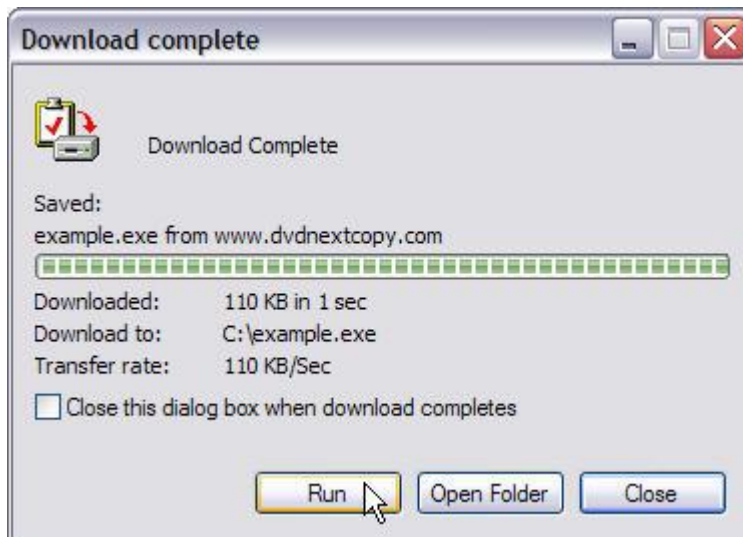 Download complete
Download Complete
Saved:
example.exe from www.dvdnextcopy.com
Downloaded: 110 KB in 1 sec
Download to: C:\example.exe
Transfer rate: 110 KB/Sec
Close this dialog box when download completes
Run Open Folder Close